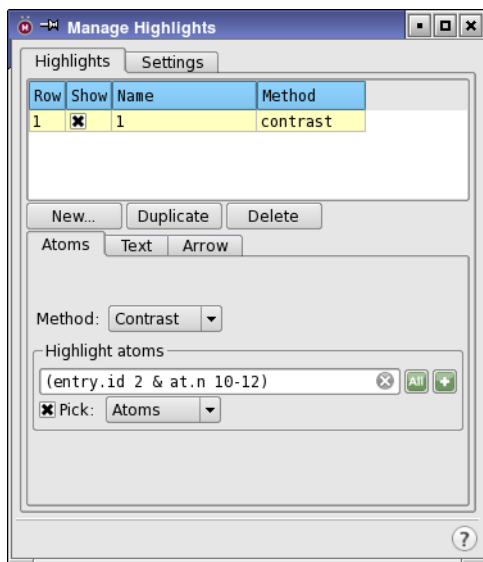 Manage Highlights
Highlights Settings
Row Show Name Method
1 1 contrast
New... Duplicate Delete
Atoms Text Arrow
Method: Contrast
Highlight atoms
(entry.id 2 & at.n 10-12) All +
Pick: Atoms
?